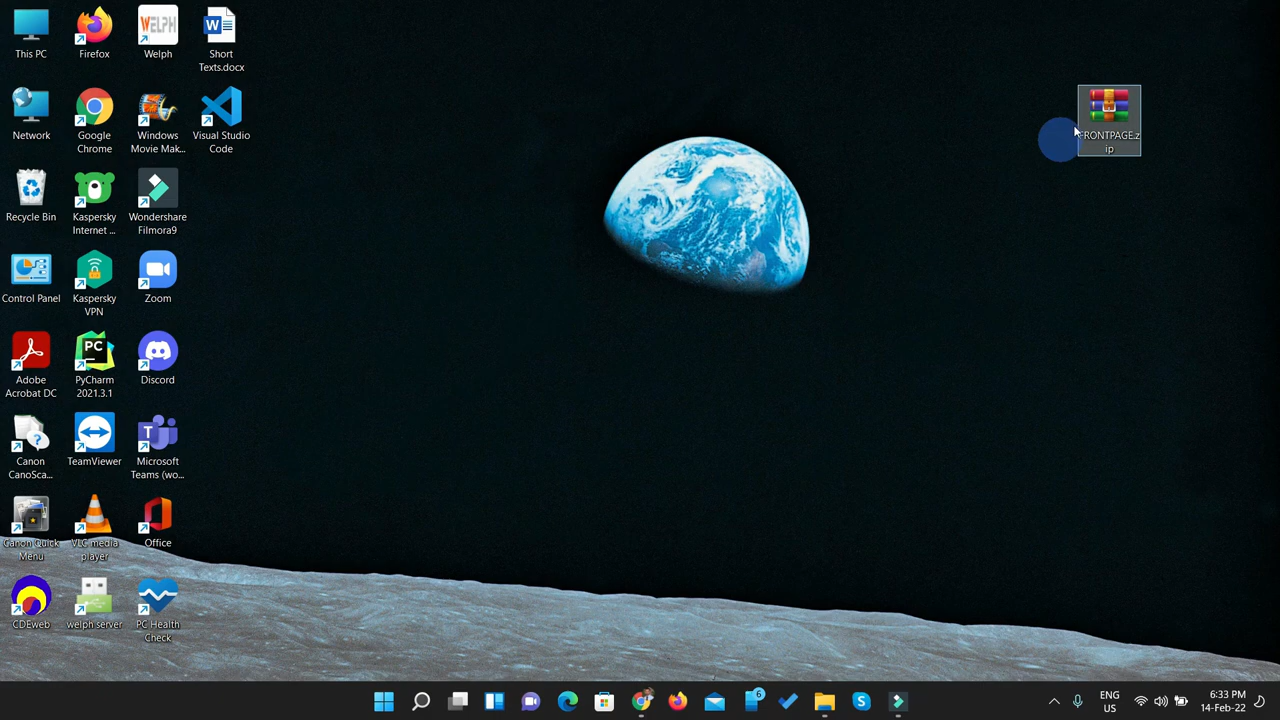 This PC
Firefox
WELPH
Welph
W
Short
Texts.docx
FRONTPAGE.z
ip
Network
Google
Chrome
Windows
Movie Mak...
Visual Studio
Code
Recycle Bin
Kaspersky
Internet ...
Wondershare
Filmora9
Control Panel
Kaspersky
VPN
Zoom
Adobe
Acrobat DC
PC
PyCharm
2021.3.1
Discord
Canon
CanoSca...
TeamViewer
T
Microsoft
Teams (wo...
Canon Quick
Menu
VLC media
player
Office
CDEweb
welph server
PC Health
Check
6
S
ENG
US
6:33 PM
14-Feb-22